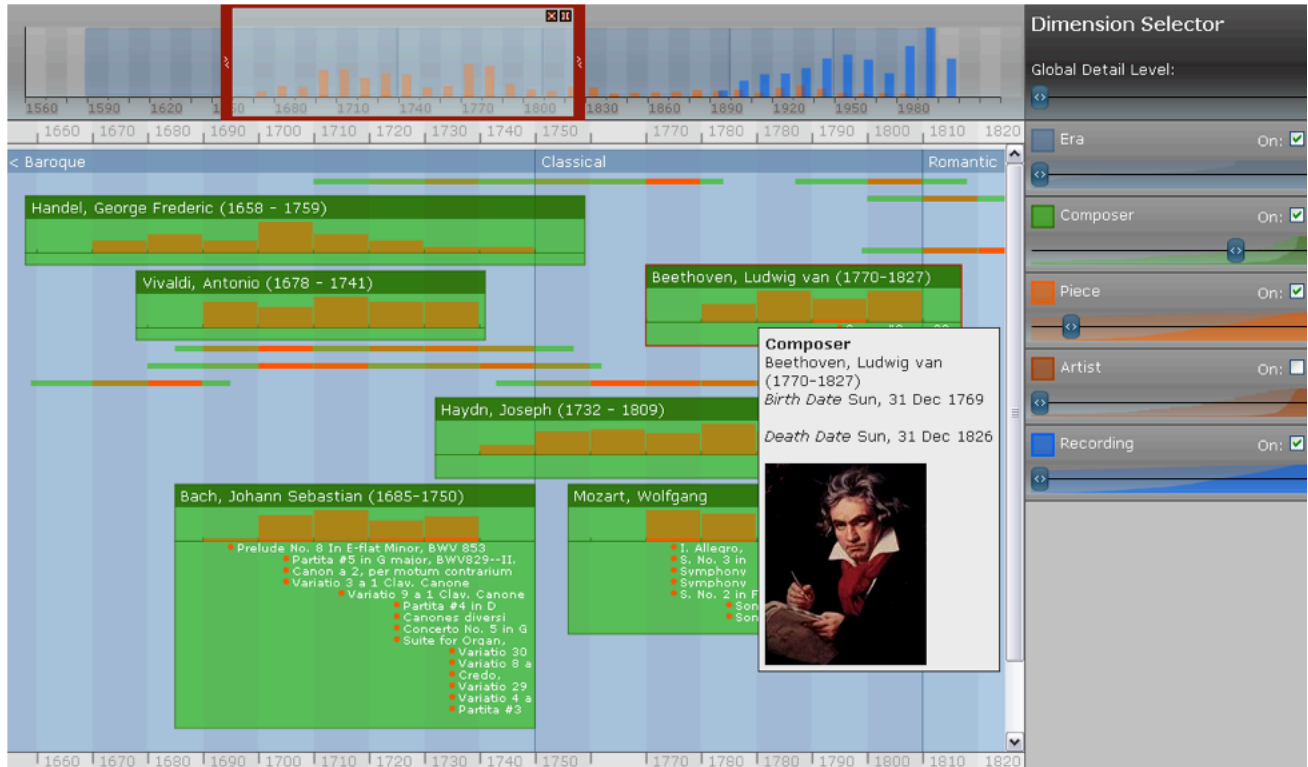 Dimension Selector
Global Detail Level:
1560 1590 1620 1680 1710 1740 1770 1800 1830 1860 1890 1920 1950 1980
1660 1670 1680 1690 1700 1710 1720 1730 1740 1750 1770 1780 1780 1790 1800 1810 1820
< Baroque Classical Romantic
Era On:
Composer On:
Piece On:
Artist On:
Recording On:
Handel, George Frederic (1658 - 1759)
Vivaldi, Antonio (1678 - 1741)
Beethoven, Ludwig van (1770-1827)
Composer
Beethoven, Ludwig van
(1770-1827)
Birth Date Sun, 31 Dec 1769
Death Date Sun, 31 Dec 1826
Haydn, Joseph (1732 - 1809)
Bach, Johann Sebastian (1685-1750)
Prelude No. 8 In E-flat Minor, BWV 853
Partita #5 in G major, BWV829--II.
Canon a 2, per motum contrarium
Variatio 3 a 1 Clav. Canone
Variatio 9 a 1 Clav. Canone
Partita #4 in D
Canones diversi
Concerto No. 5 in G
Suite for Organ,
Variatio 30
Variatio 8 a
Credo,
Variatio 29
Variatio 4 a
Partita #3
Mozart, Wolfgang
I. Allegro,
S. No. 3 in
Symphony
Symphony
S. No. 2 in F
Son
Son
1660 1670 1680 1690 1700 1710 1720 1730 1740 1750 1770 1780 1780 1790 1800 1810 1820